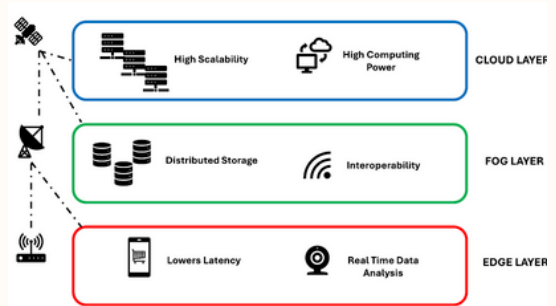 High Scalability
High Computing
Power
CLOUD LAYER
Distributed Storage
Interoperability
FOG LAYER
Lowers Latency
Real Time Data
Analysis
EDGE LAYER